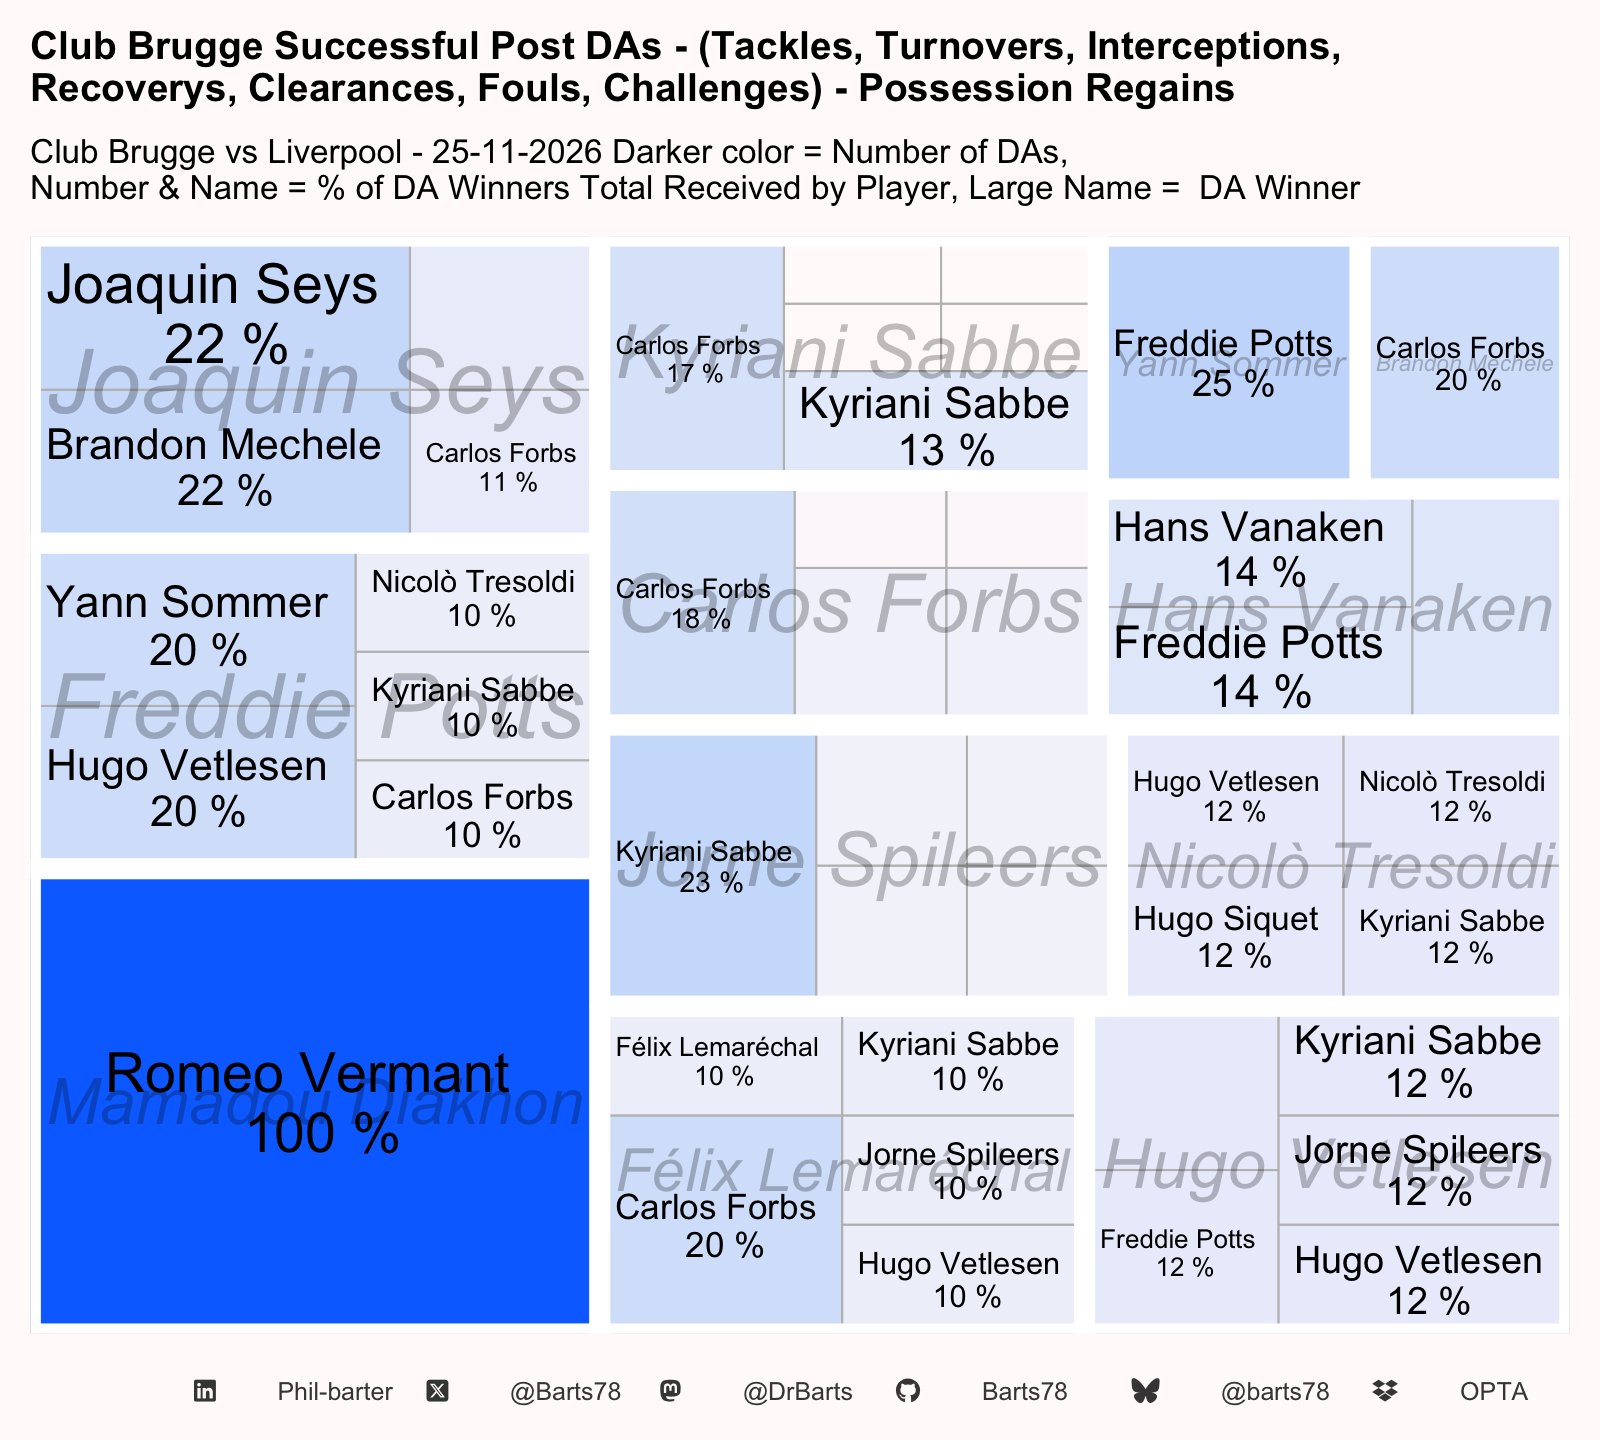 Club Brugge Successful Post DAs - (Tackles, Turnovers, Interceptions,
Recoverys, Clearances, Fouls, Challenges) - Possession Regains
Club Brugge vs Liverpool - 25-11-2026 Darker color = Number of DAs,
Number & Name = % of DA Winners Total Received by Player, Large Name =  DA Winner
Joaquin Seys
22 %
Joaquin Seys
Brandon Mechele
22 %
Carlos Forbs
11 %
Yann Sommer
20 %
Nicolò Tresoldi
10 %
Kyriani Sabbe
10 %
Freddie Potts
Hugo Vetlesen
20 %
Carlos Forbs
10 %
Romeo Vermant
Mamadou Diakhon
100 %
Carlos Forbs
17 %
Kyriani Sabbe
Kyriani Sabbe
13 %
Carlos Forbs
18 %
Carlos Forbs
Kyriani Sabbe
23 %
Jorne Spileers
Félix Lemaréchal
10 %
Kyriani Sabbe
10 %
Jorne Spileers
10 %
Félix Lemaréchal
Carlos Forbs
20 %
Hugo Vetlesen
10 %
Freddie Potts
Yann Sommer
25 %
Carlos Forbs
Brandon Mechele
20 %
Hans Vanaken
14 %
Hans Vanaken
Freddie Potts
14 %
Hugo Vetlesen
12 %
Nicolò Tresoldi
12 %
Nicolò Tresoldi
Hugo Siquet
12 %
Kyriani Sabbe
12 %
Kyriani Sabbe
12 %
Jorne Spileers
12 %
Hugo Vetlesen
Freddie Potts
12 %
Hugo Vetlesen
12 %
Phil-barter
@Barts78
@DrBarts
Barts78
@barts78
OPTA